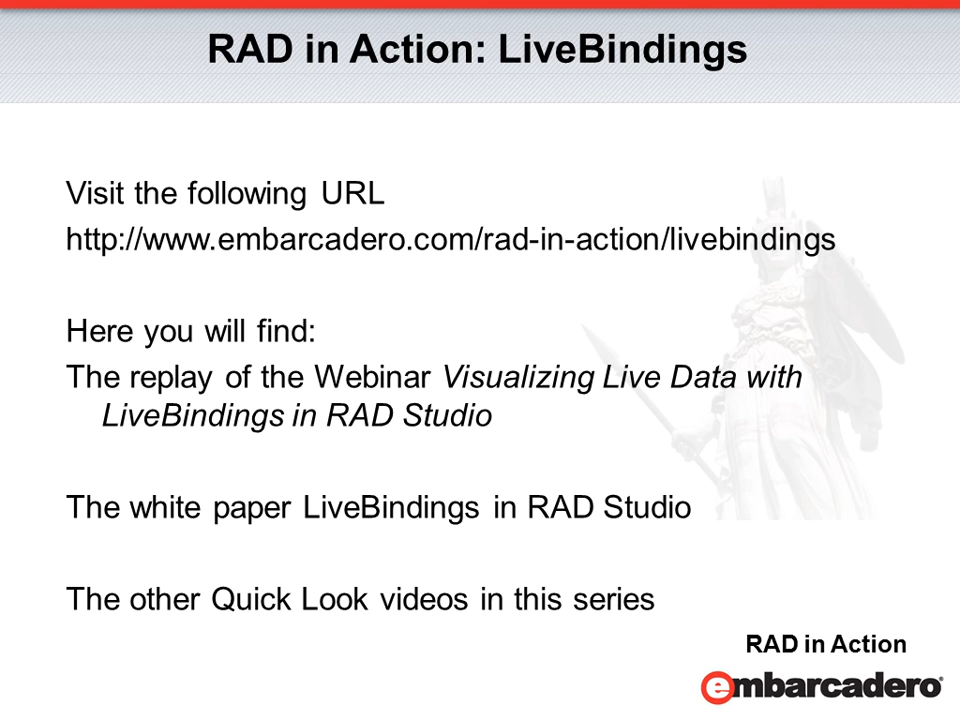 RAD in Action: LiveBindings
Visit the following URL
http://www.embarcadero.com/rad-in-action/livebindings
Here you will find:
The replay of the Webinar Visualizing Live Data with
LiveBindings in RAD Studio
The white paper LiveBindings in RAD Studio
The other Quick Look videos in this series
RAD in Action
embarcadero®